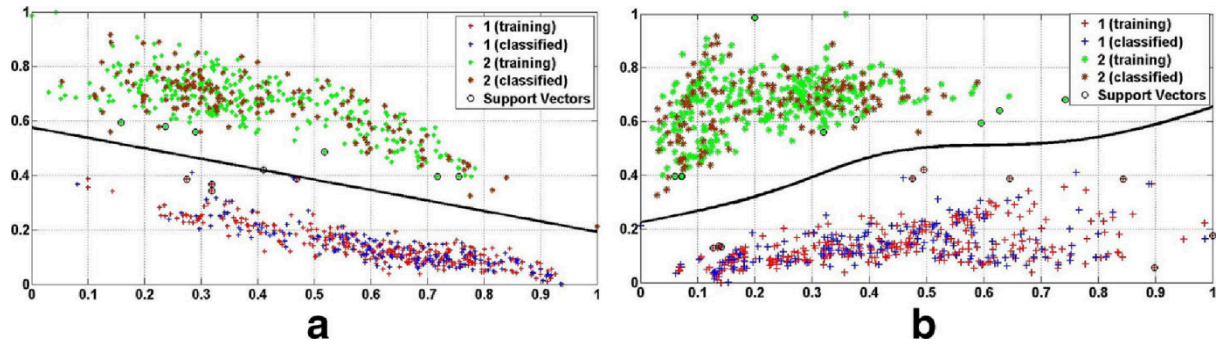 1
0.8
0.6
0.4
0.2
0
0 0.1 0.2 0.3 0.4 0.5 0.6 0.7 0.8 0.9 1
1 (training)
1 (classified)
2 (training)
2 (classified)
Support Vectors
a
1
0.8
0.6
0.4
0.2
0
0 0.1 0.2 0.3 0.4 0.5 0.6 0.7 0.8 0.9 1
1 (training)
1 (classified)
2 (training)
2 (classified)
Support Vectors
b